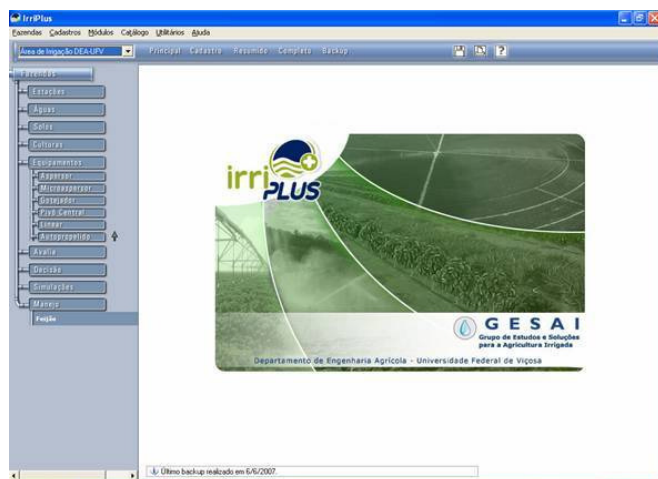 IrriPlus
Fazendas Cadastros Módulos Catálogo Utilitários Ajuda
Área de Irrigação DEA-UFV Principal Cadastro Resumido Completo Backup
Fazendas
Estações
Águas
Solos
Culturas
Equipamentos
Aspersor
Microaspersor
Gotejador
Pivô Central
Linear
Autopropelido
Avalia
Decisão
Simulações
Manejo
Feijão
irriPLUS
GESAI
Grupo de Estudos e Soluções
para a Agricultura Irrigada
Departamento de Engenharia Agrícola - Universidade Federal de Viçosa
Último backup realizado em 6/6/2007.